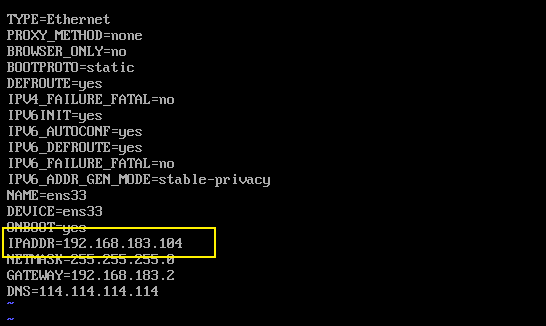 TYPE=Ethernet
PROXY_METHOD=none
BROWSER_ONLY=no
BOOTPROTO=static
DEFROUTE=yes
IPV4_FAILURE_FATAL=no
IPV6INIT=yes
IPV6_AUTOCONF=yes
IPV6_DEFROUTE=yes
IPV6_FAILURE_FATAL=no
IPV6_ADDR_GEN_MODE=stable-privacy
NAME=ens33
DEVICE=ens33
ONBOOT=yes
IPADDR=192.168.183.104
NETMASK=255.255.255.0
GATEWAY=192.168.183.2
DNS=114.114.114.114
~
~